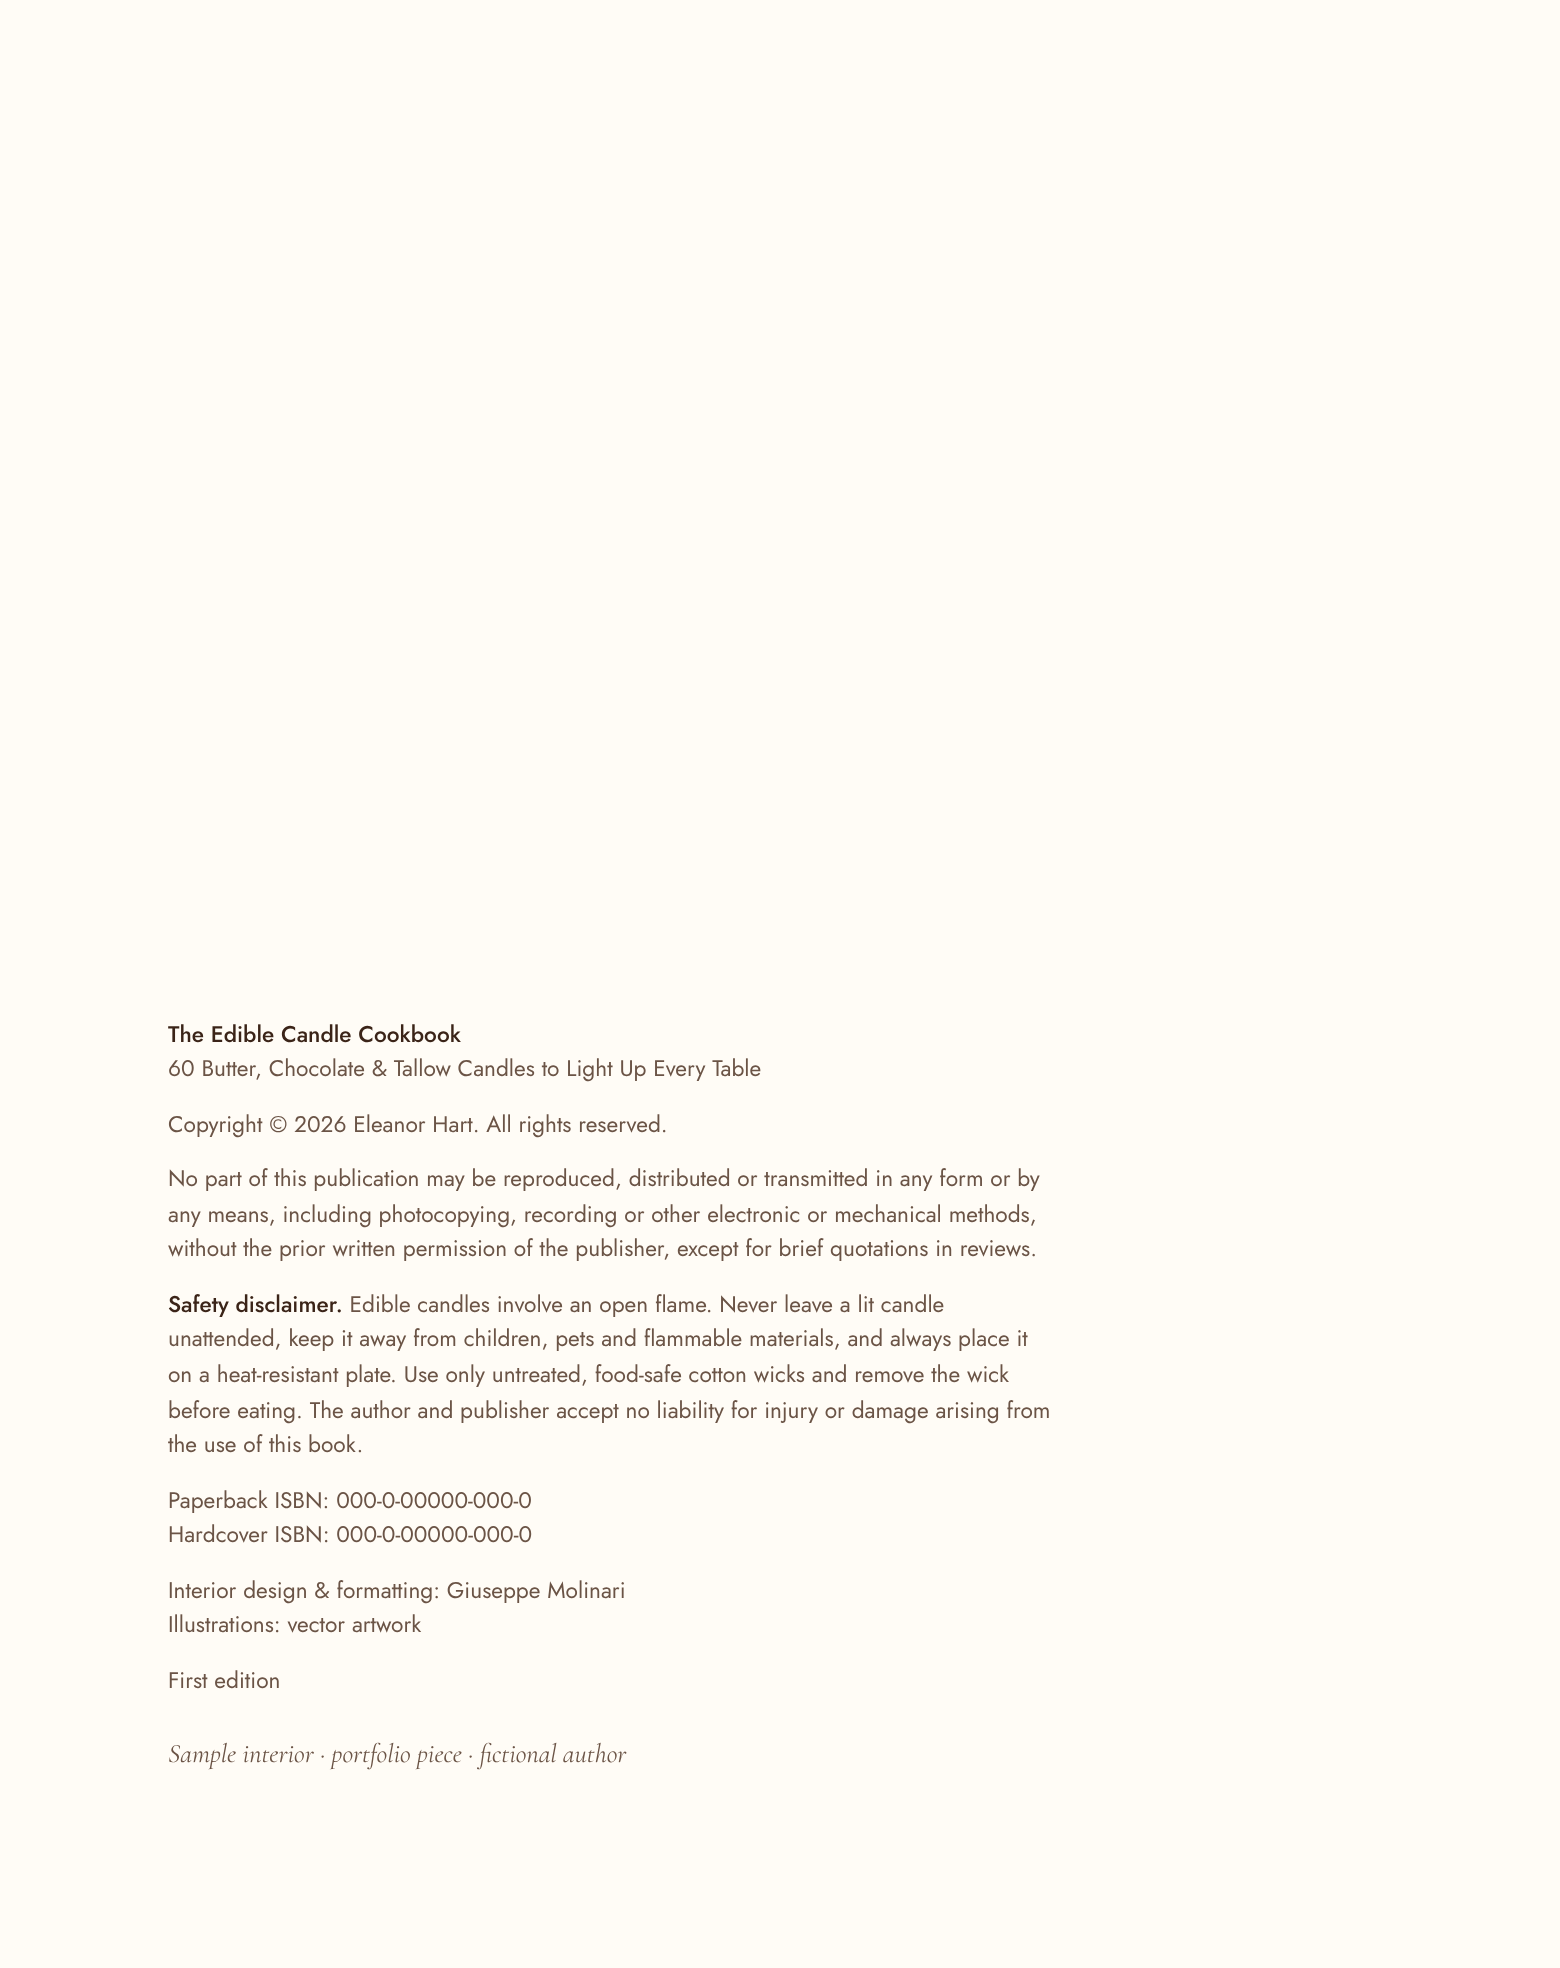 The Edible Candle Cookbook
60 Butter, Chocolate & Tallow Candles to Light Up Every Table
Copyright © 2026 Eleanor Hart. All rights reserved.
No part of this publication may be reproduced, distributed or transmitted in any form or by
any means, including photocopying, recording or other electronic or mechanical methods,
without the prior written permission of the publisher, except for brief quotations in reviews.
Safety disclaimer. Edible candles involve an open flame. Never leave a lit candle
unattended, keep it away from children, pets and flammable materials, and always place it
on a heat-resistant plate. Use only untreated, food-safe cotton wicks and remove the wick
before eating. The author and publisher accept no liability for injury or damage arising from
the use of this book.
Paperback ISBN: 000-0-00000-000-0
Hardcover ISBN: 000-0-00000-000-0
Interior design & formatting: Giuseppe Molinari
Illustrations: vector artwork
First edition
Sample interior · portfolio piece · fictional author